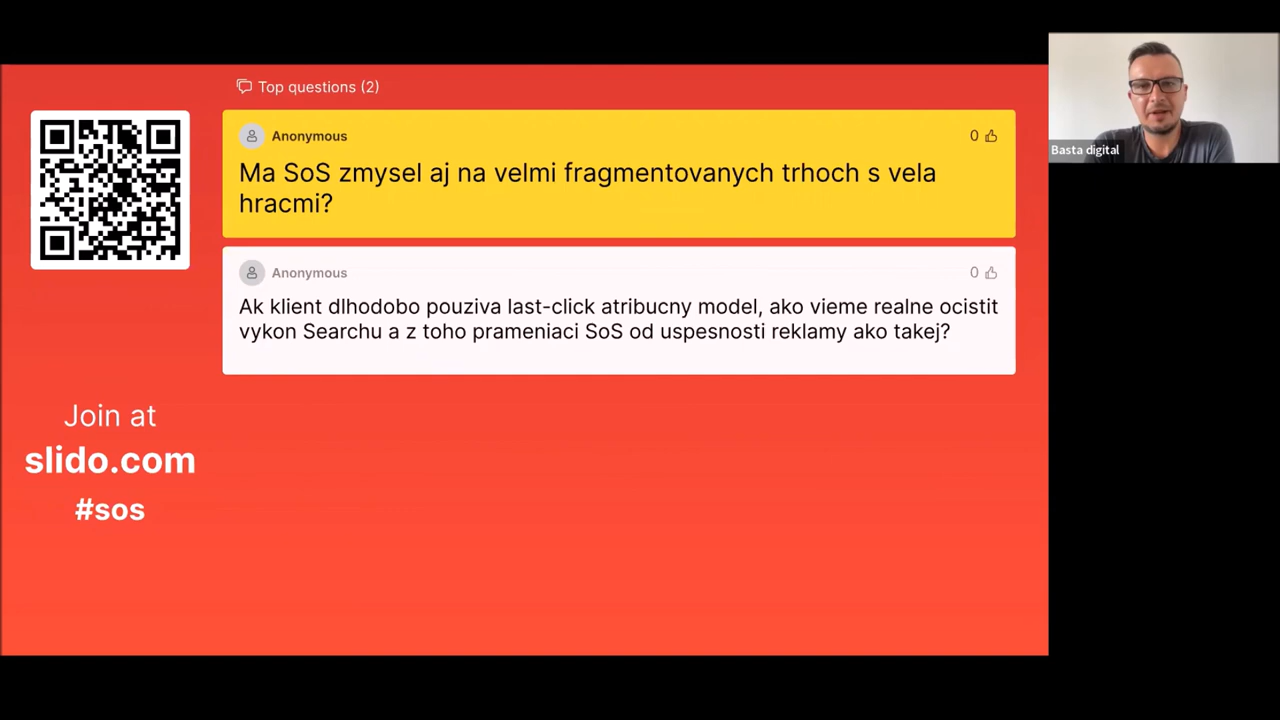 Top questions (2)
Anonymous
0
Ma SoS zmysel aj na velmi fragmentovanych trhoch s vela
hracmi?
Anonymous
0
Ak klient dlhodobo pouziva last-click atribucny model, ako vieme realne ocistit
vykon Searchu a z toho prameniaci SoS od uspesnosti reklamy ako takej?
Join at
slido.com
#sos
Basta digital